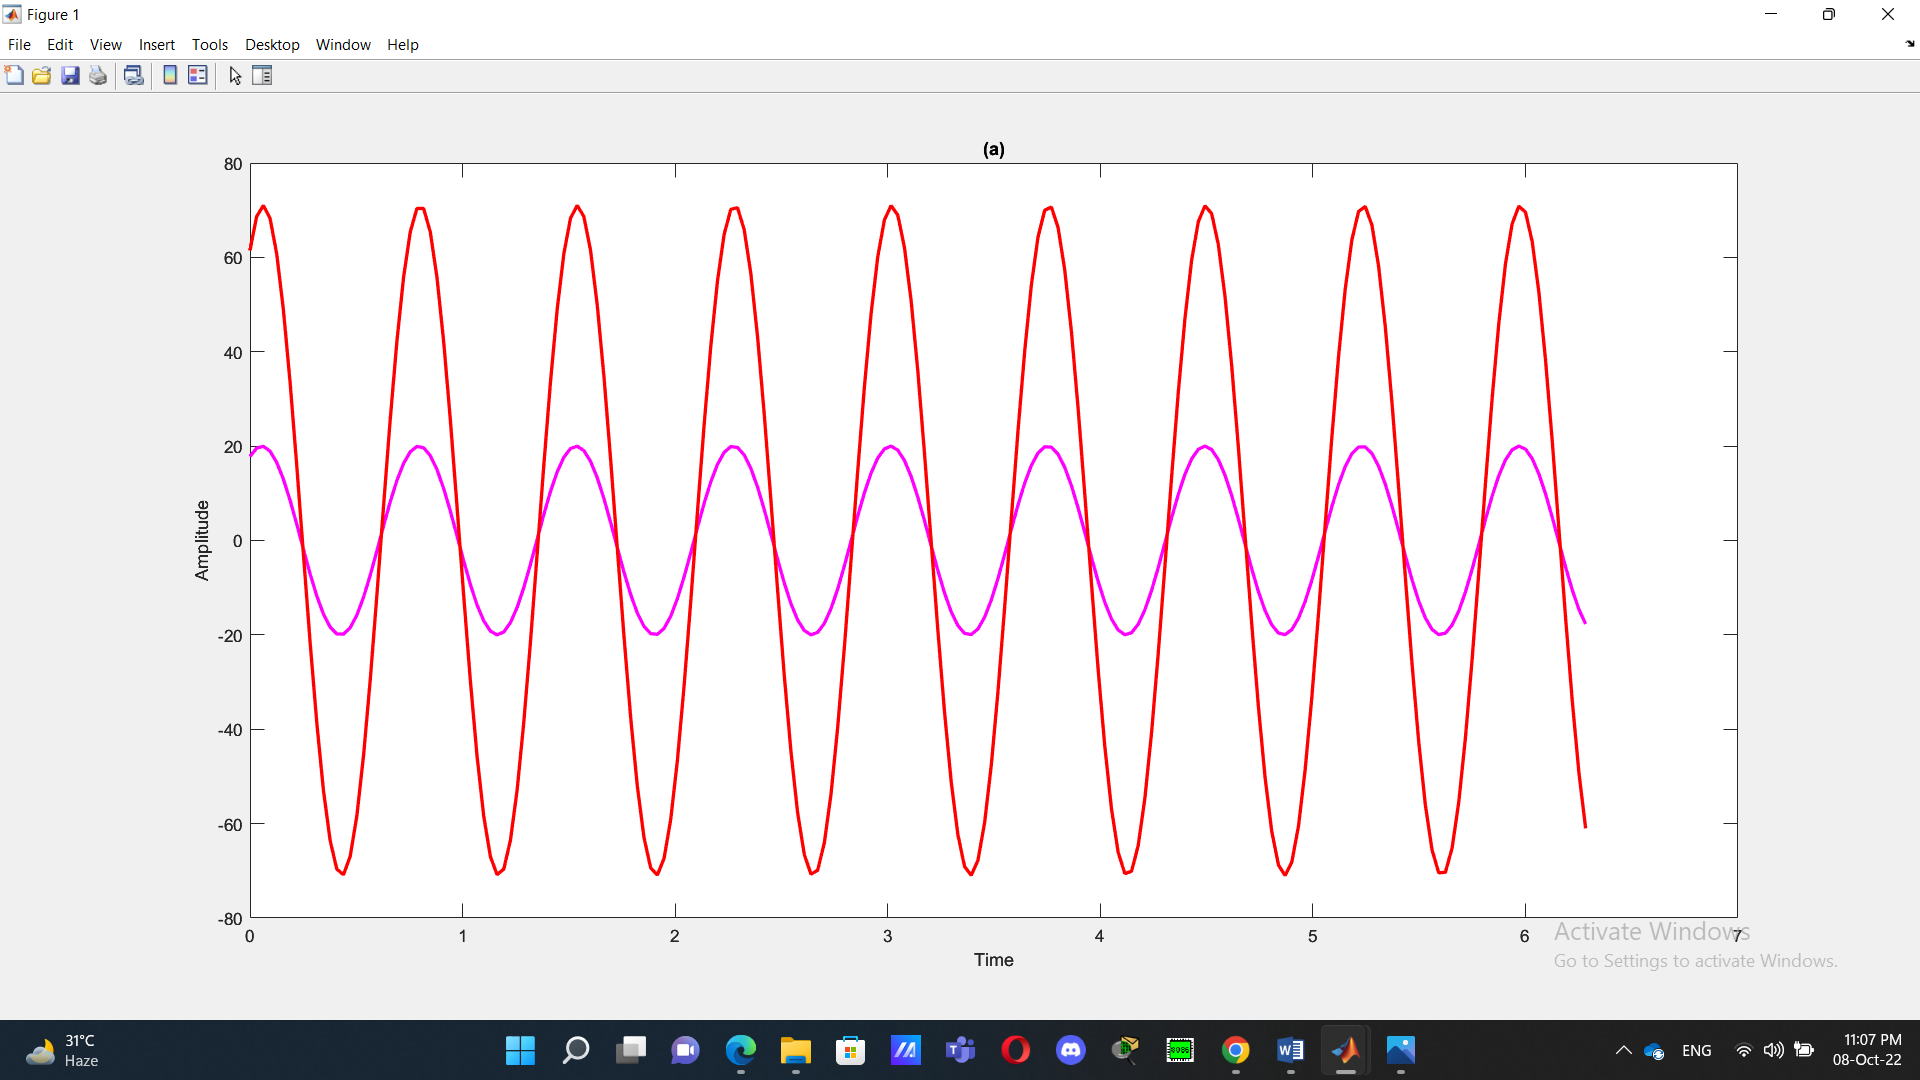 Figure 1
File Edit View Insert Tools Desktop Window Help
(a)
80
60
40
20
0
-20
-40
-60
-80
Amplitude
0 1 2 3 4 5 6 7
Time
Activate Windows
Go to Settings to activate Windows.
31°C
Haze
8086
ENG
11:07 PM
08-Oct-22